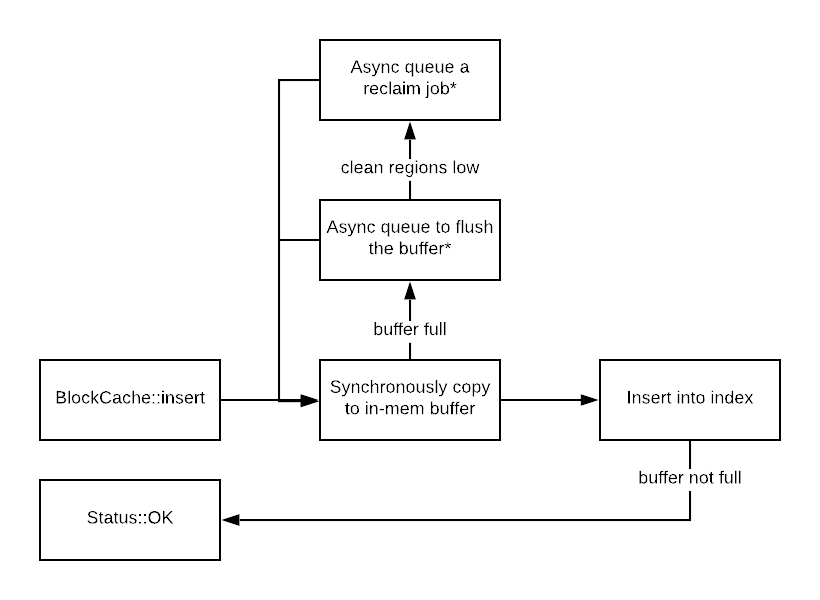 Async queue a
reclaim job*
clean regions low
Async queue to flush
the buffer*
buffer full
BlockCache::insert
Synchronously copy
to in-mem buffer
Insert into index
buffer not full
Status::OK